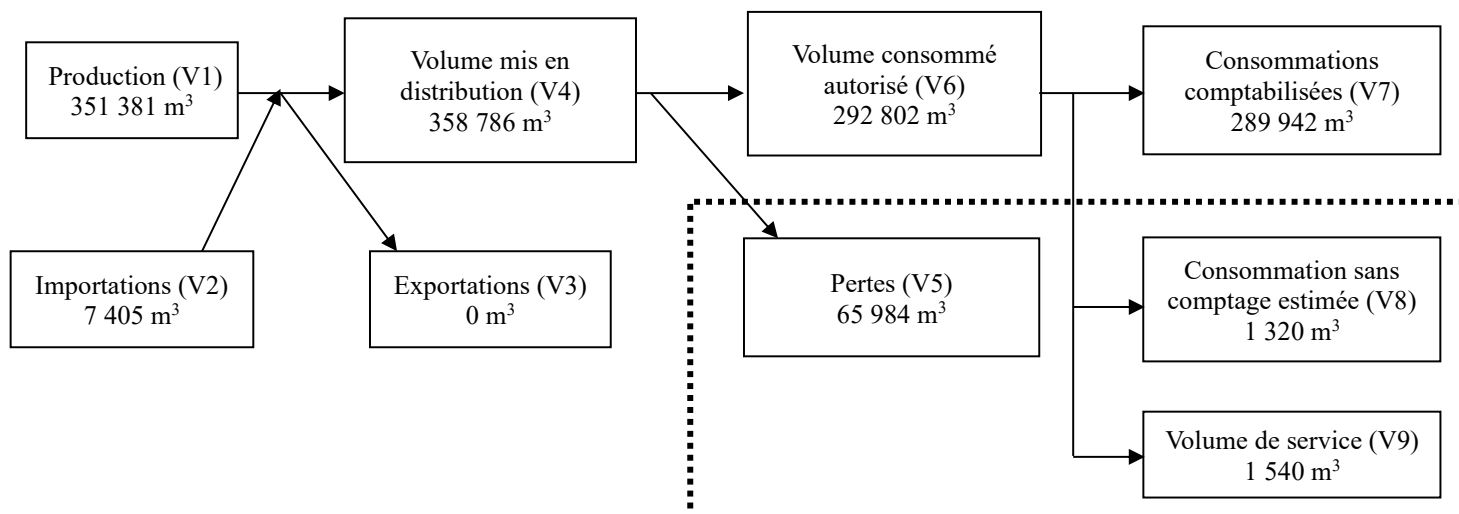 Production (V1)
351 381 m³
Volume mis en
distribution (V4)
358 786 m³
Volume consommé
autorisé (V6)
292 802 m³
Consommations
comptabilisées (V7)
289 942 m³
Importations (V2)
7 405 m³
Exportations (V3)
0 m³
Pertes (V5)
65 984 m³
Consommation sans
comptage estimée (V8)
1 320 m³
Volume de service (V9)
1 540 m³